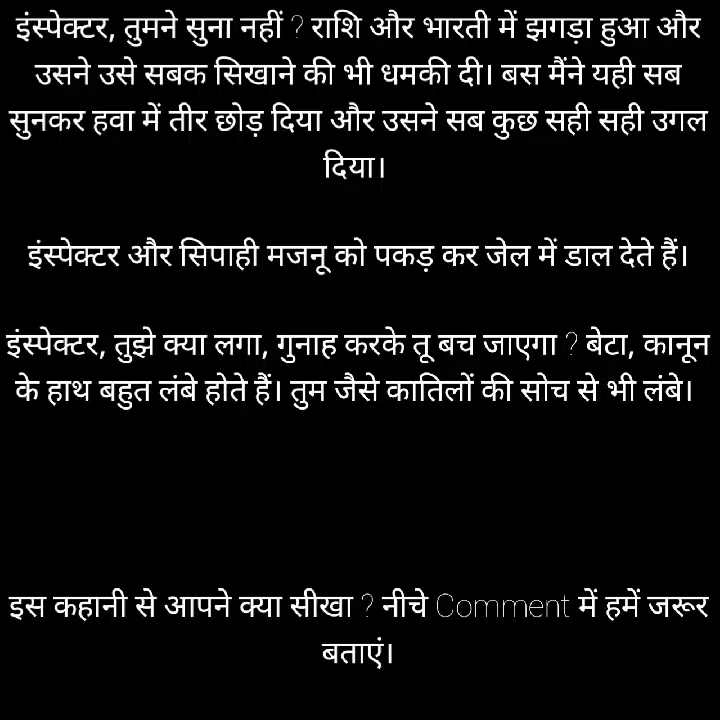 इंस्पेक्टर, तुमने सुना नहीं ? राशि और भारती में झगड़ा हुआ और
उसने उसे सबक सिखाने की भी धमकी दी। बस मैंने यही सब
सुनकर हवा में तीर छोड़ दिया और उसने सब कुछ सही सही उगल
दिया।
इंस्पेक्टर और सिपाही मजनू को पकड़ कर जेल में डाल देते हैं।
इंस्पेक्टर, तुझे क्या लगा, गुनाह करके तू बच जाएगा ? बेटा, कानून
के हाथ बहुत लंबे होते हैं। तुम जैसे कातिलों की सोच से भी लंबे।
इस कहानी से आपने क्या सीखा ? नीचे Comment में हमें जरूर
बताएं।